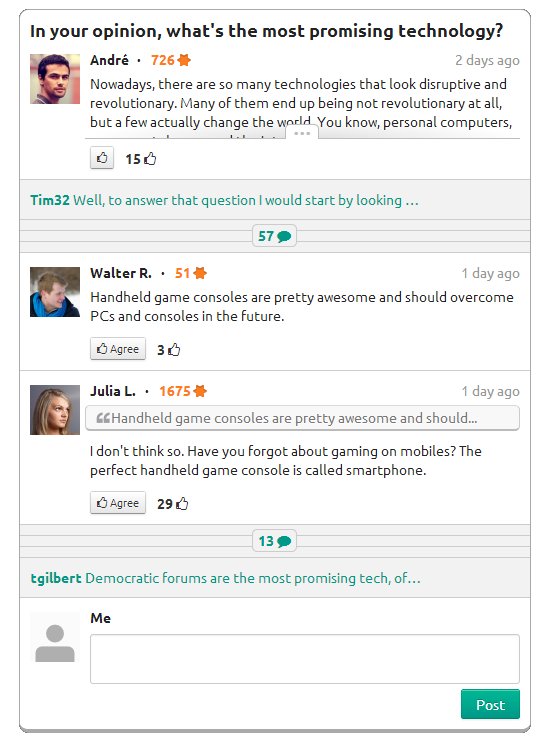 In your opinion, what's the most promising technology?
André · 726 2 days ago
Nowadays, there are so many technologies that look disruptive and
revolutionary. Many of them end up being not revolutionary at all,
but a few actually change the world. You know, personal computers,
15
Tim32 Well, to answer that question I would start by looking …
57
Walter R. · 51 1 day ago
Handheld game consoles are pretty awesome and should overcome
PCs and consoles in the future.
Agree 3
Julia L. · 1675 1 day ago
❝Handheld game consoles are pretty awesome and should...
I don't think so. Have you forgot about gaming on mobiles? The
perfect handheld game console is called smartphone.
Agree 29
13
tgilbert Democratic forums are the most promising tech, of…
Me
Post